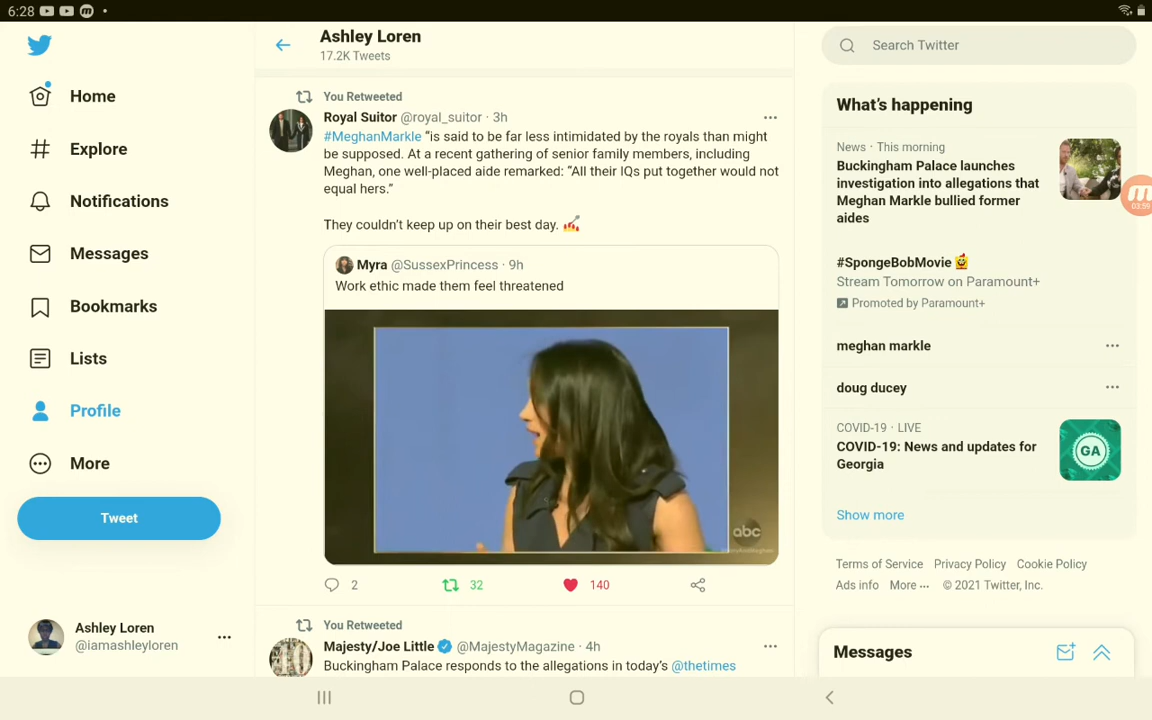 6:28
Home
Explore
Notifications
Messages
Bookmarks
Lists
Profile
More
Tweet
Ashley Loren
@iamashleyloren
Ashley Loren
17.2K Tweets
You Retweeted
Royal Suitor @royal_suitor · 3h
#MeghanMarkle “is said to be far less intimidated by the royals than might
be supposed. At a recent gathering of senior family members, including
Meghan, one well-placed aide remarked: “All their IQs put together would not
equal hers.”
They couldn’t keep up on their best day.
Myra @SussexPrincess · 9h
Work ethic made them feel threatened
abc
2
32
140
You Retweeted
Majesty/Joe Little @MajestyMagazine · 4h
Buckingham Palace responds to the allegations in today’s @thetimes
Search Twitter
What’s happening
News · This morning
Buckingham Palace launches
investigation into allegations that
Meghan Markle bullied former
aides
03:55
#SpongeBobMovie
Stream Tomorrow on Paramount+
Promoted by Paramount+
meghan markle
doug ducey
COVID-19 · LIVE
COVID-19: News and updates for
Georgia
GA
Show more
Terms of Service Privacy Policy Cookie Policy
Ads info More ··· © 2021 Twitter, Inc.
Messages